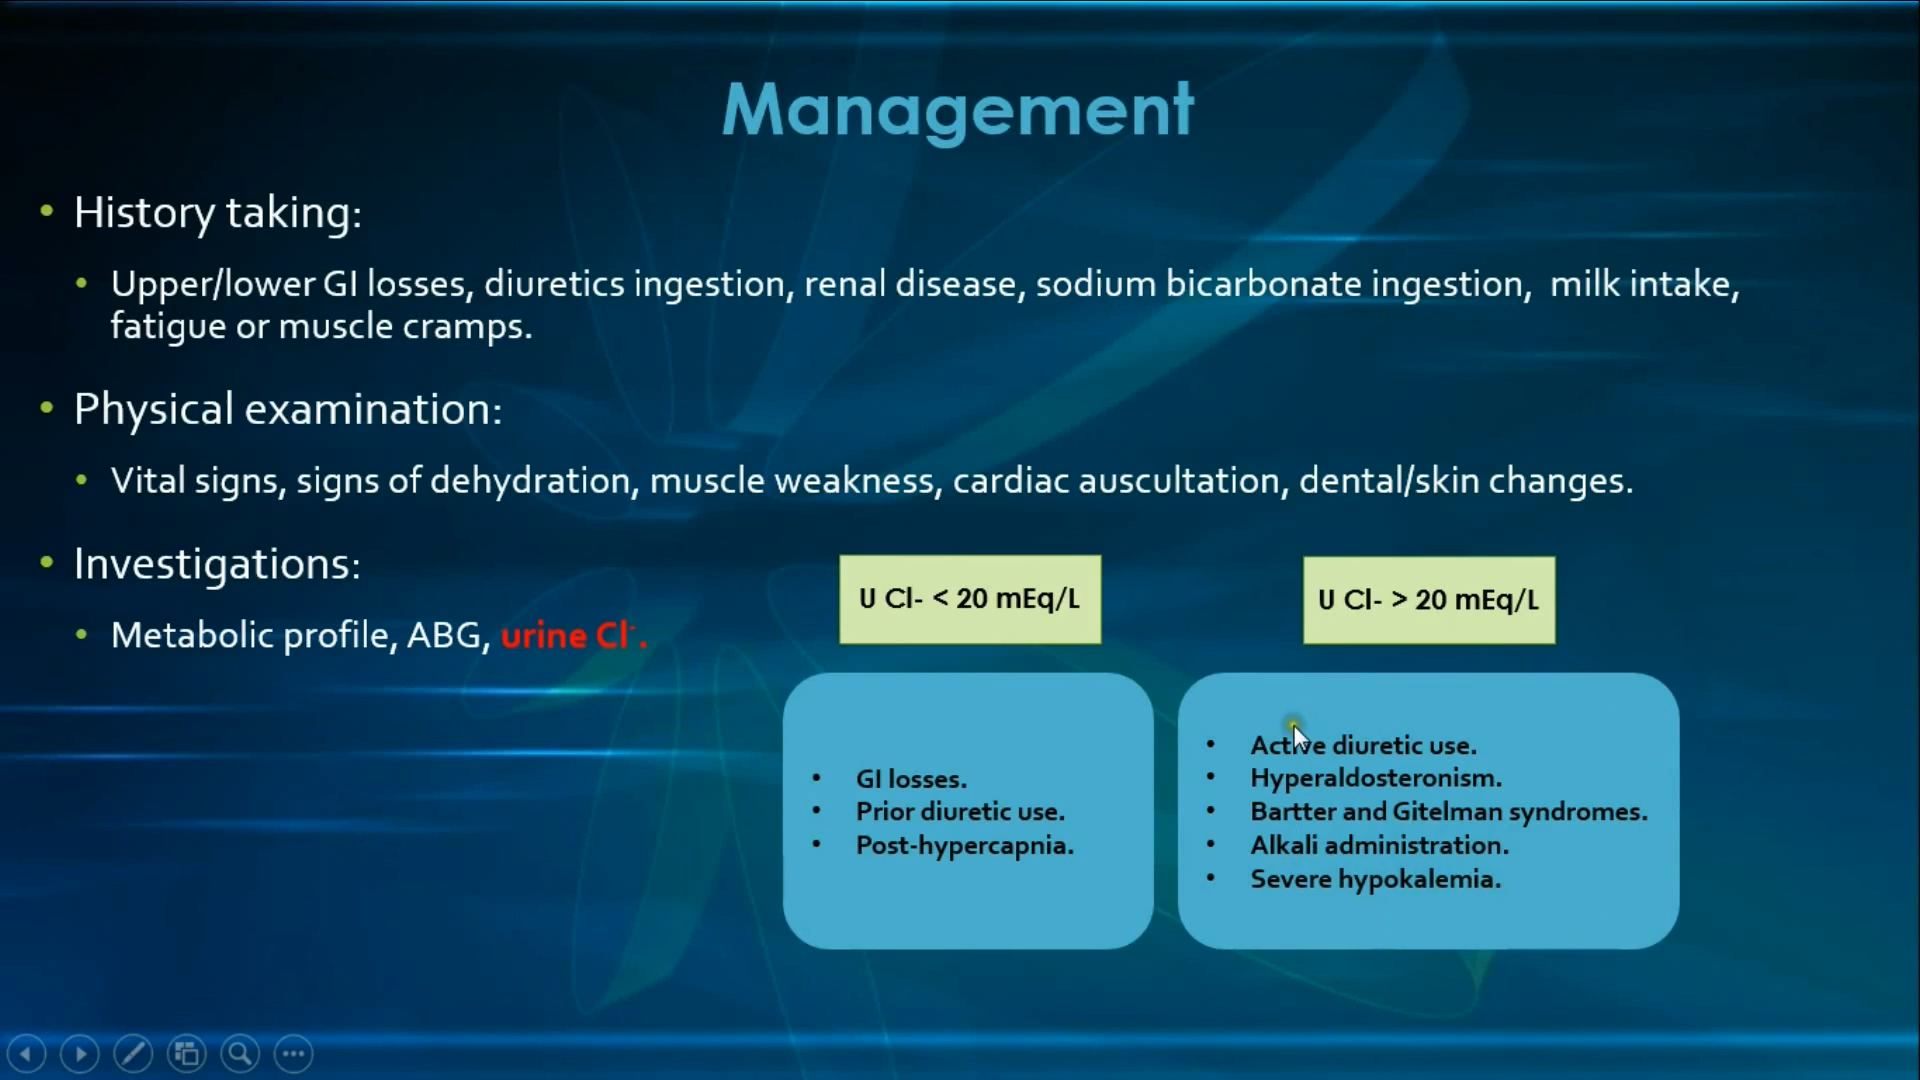 Management
• History taking:
• Upper/lower GI losses, diuretics ingestion, renal disease, sodium bicarbonate ingestion, milk intake,
fatigue or muscle cramps.
• Physical examination:
• Vital signs, signs of dehydration, muscle weakness, cardiac auscultation, dental/skin changes.
• Investigations:
• Metabolic profile, ABG, urine Cl⁻.
U Cl- < 20 mEq/L
• GI losses.
• Prior diuretic use.
• Post-hypercapnia.
U Cl- > 20 mEq/L
• Active diuretic use.
• Hyperaldosteronism.
• Bartter and Gitelman syndromes.
• Alkali administration.
• Severe hypokalemia.